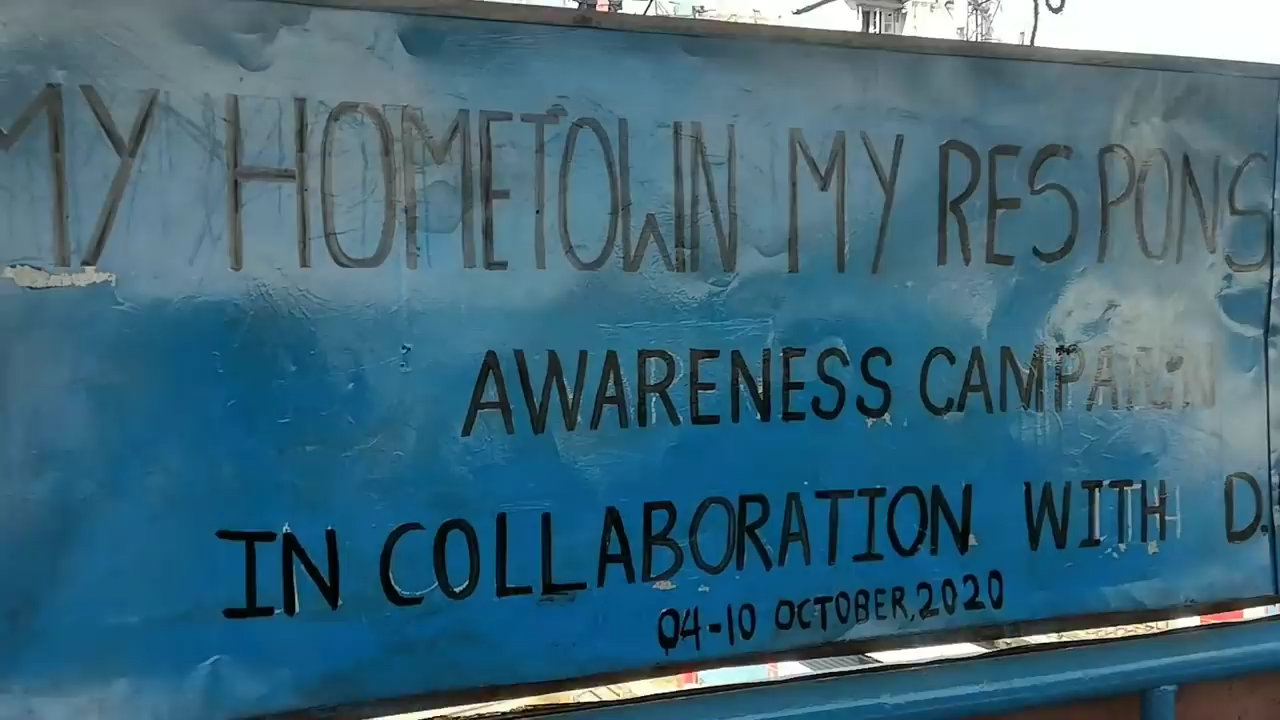 MY HOMETOWN MY RESPONS
AWARENESS CAMPAIGN
IN COLLABORATION WITH D.
04-10 OCTOBER,2020